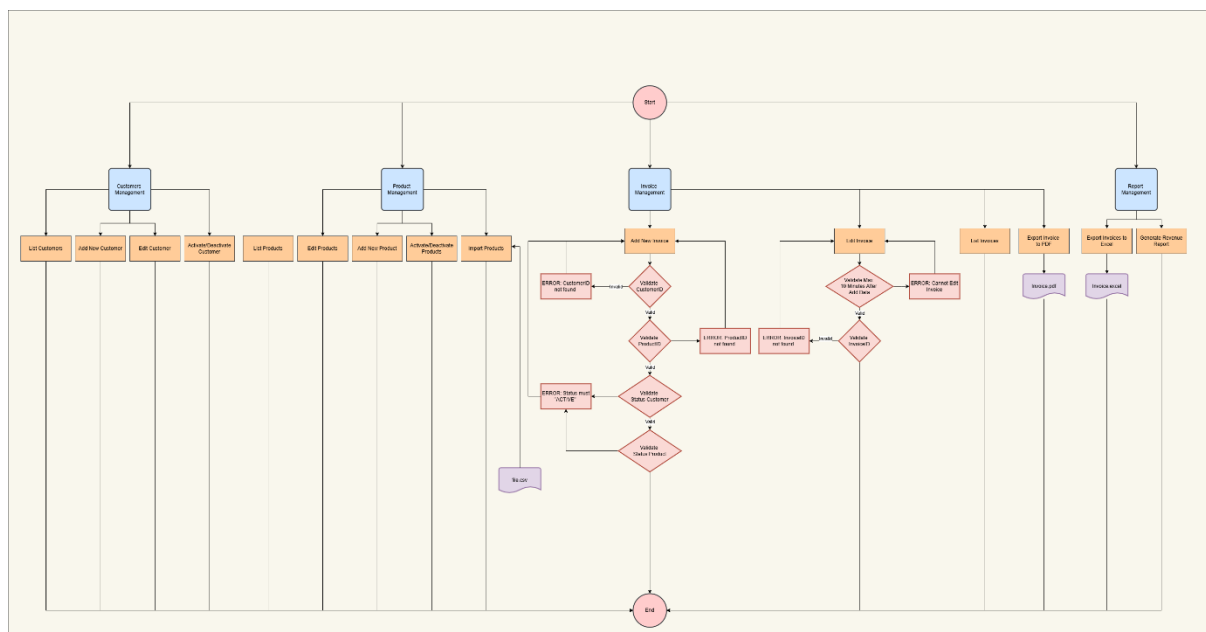 Start
Customers
Management
Product
Management
Invoice
Management
Report
Management
List Customers
Add New Customer
Edit Customer
Activate/Deactivate
Customer
List Products
Edit Products
Add New Product
Activate/Deactivate
Products
Import Products
Add New Invoice
Edit Invoice
List Invoices
Export Invoice
to PDF
Export Invoices to
Excel
Generate Revenue
Report
ERROR: CustomerID
not found
Invalid
Validate
CustomerID
Validate Max
10 Minutes After
Add Data
ERROR: Cannot Edit
Invoice
Invoice.pdf
Invoice.excel
Valid
Valid
Validate
ProductID
ERROR: ProductID
not found
ERROR: InvoiceID
not found
Invalid
Validate
InvoiceID
Valid
ERROR: Status must
"ACTIVE"
Validate
Status Customer
Valid
Validate
Status Product
file.csv
End